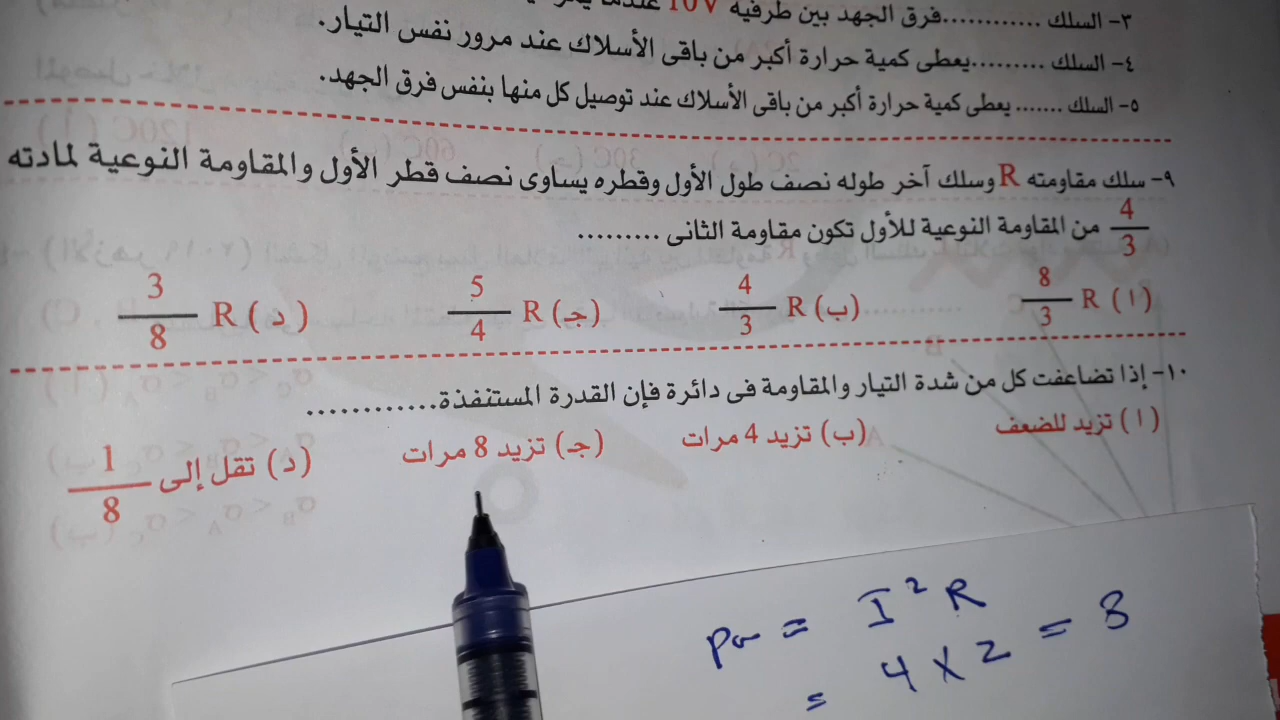 ٣- السلك ............فرق الجهد بين طرفيه 10V عندما
٤- السلك .........يعطى كمية حرارة أكبر من باقى الأسلاك عند مرور نفس التيار.
٥- السلك ....... يعطى كمية حرارة أكبر من باقى الأسلاك عند توصيل كل منها بنفس فرق الجهد.
٩- سلك مقاومته R وسلك آخر طوله نصف طول الأول وقطره يساوى نصف قطر الأول والمقاومة النوعية لمادته
4/3 من المقاومة النوعية للأول تكون مقاومة الثانى .........
(ا) 8/3 R (ب) 4/3 R (جـ) 5/4 R (د) 3/8 R
١٠- إذا تضاعفت كل من شدة التيار والمقاومة فى دائرة فإن القدرة المستنفذة............
(ا) تزيد للضعف (ب) تزيد 4 مرات (جـ) تزيد 8 مرات (د) تقل إلى 1/8
Pw = I² R
= 4 × 2 = 8